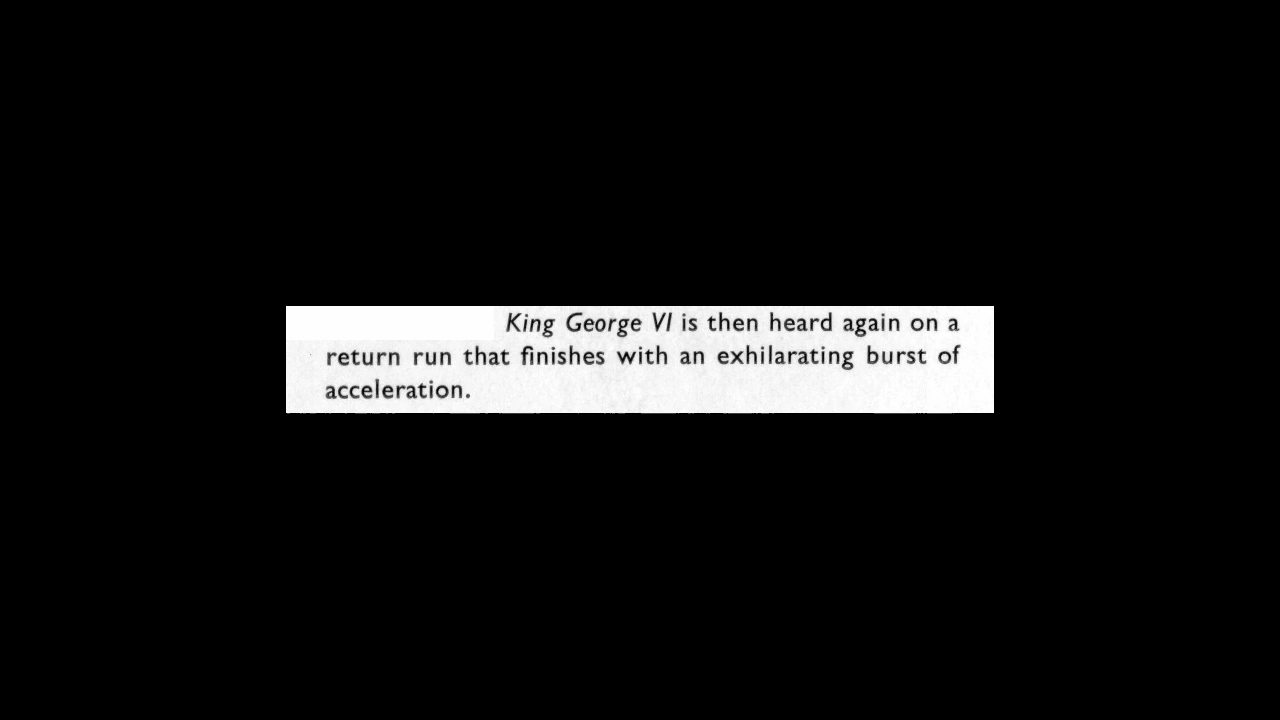 King George VI is then heard again on a
return run that finishes with an exhilarating burst of
acceleration.